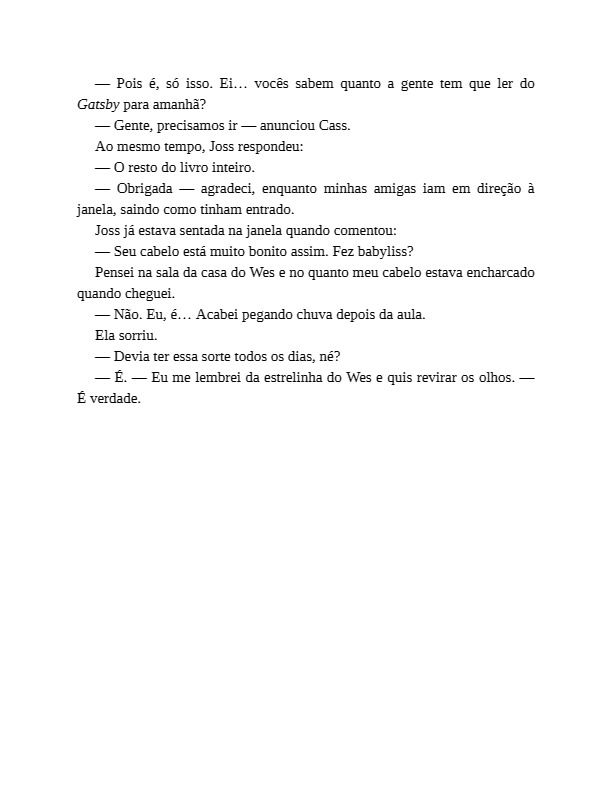 — Pois é, só isso. Ei… vocês sabem quanto a gente tem que ler do
Gatsby para amanhã?
— Gente, precisamos ir — anunciou Cass.
Ao mesmo tempo, Joss respondeu:
— O resto do livro inteiro.
— Obrigada — agradeci, enquanto minhas amigas iam em direção à
janela, saindo como tinham entrado.
Joss já estava sentada na janela quando comentou:
— Seu cabelo está muito bonito assim. Fez babyliss?
Pensei na sala da casa do Wes e no quanto meu cabelo estava encharcado
quando cheguei.
— Não. Eu, é… Acabei pegando chuva depois da aula.
Ela sorriu.
— Devia ter essa sorte todos os dias, né?
— É. — Eu me lembrei da estrelinha do Wes e quis revirar os olhos. —
É verdade.